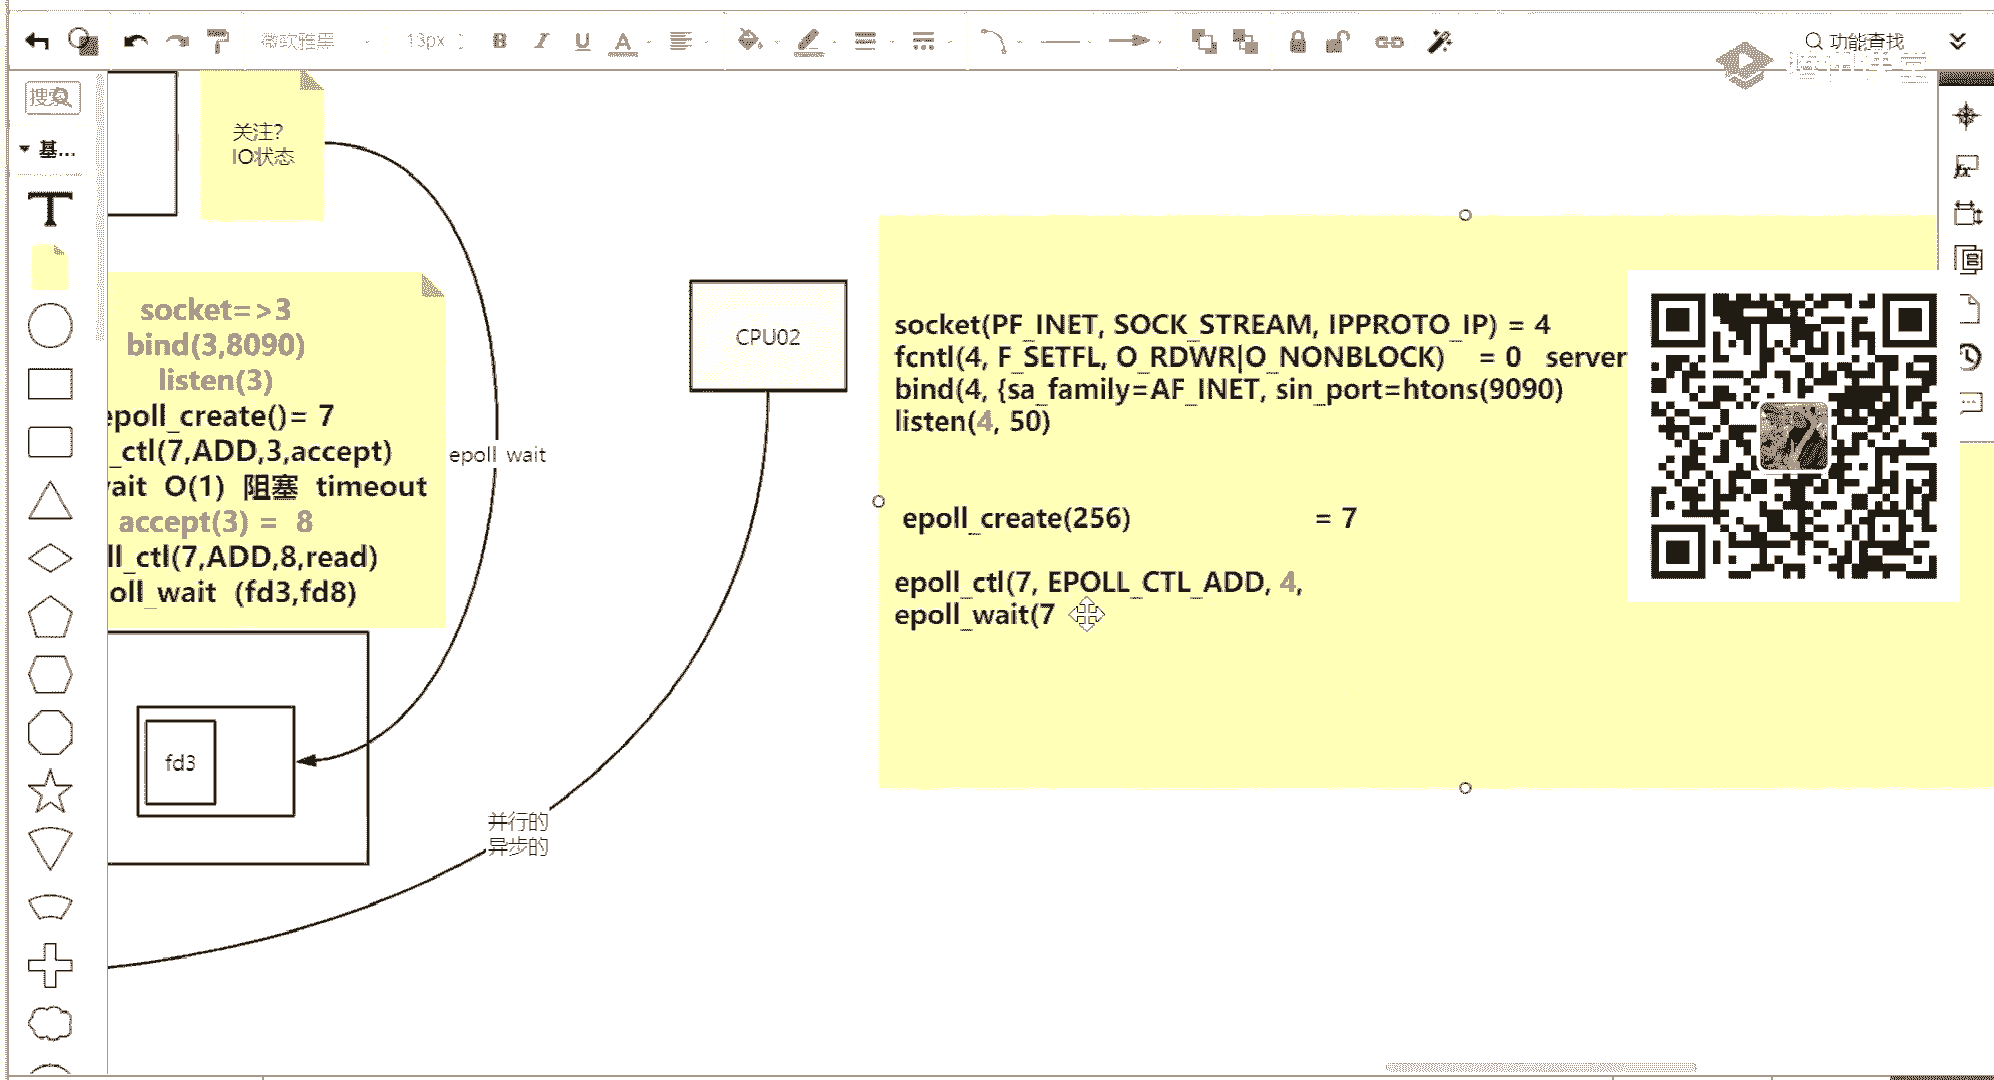 微软雅黑
13px
B
I
U
A
功能查找
搜索
基...
关注？
IO状态
socket=>3
bind(3,8090)
listen(3)
epoll_create()= 7
_ctl(7,ADD,3,accept)
ait O(1) 阻塞 timeout
accept(3) = 8
ll_ctl(7,ADD,8,read)
oll_wait (fd3,fd8)
epoll wait
fd3
CPU02
并行的
异步的
socket(PF_INET, SOCK_STREAM, IPPROTO_IP) = 4
fcntl(4, F_SETFL, O_RDWR|O_NONBLOCK) = 0 server
bind(4, {sa_family=AF_INET, sin_port=htons(9090)
listen(4, 50)
epoll_create(256) = 7
epoll_ctl(7, EPOLL_CTL_ADD, 4,
epoll_wait(7